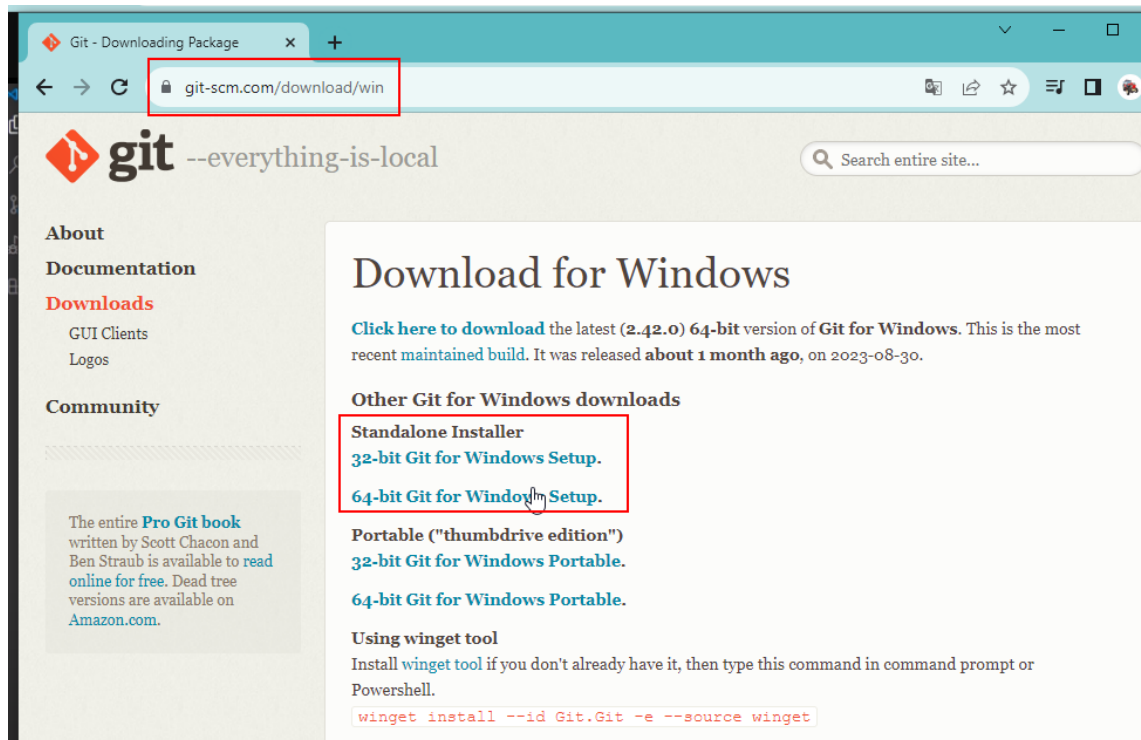 Git - Downloading Package
git-scm.com/download/win
git --everything-is-local
Search entire site...
About
Documentation
Downloads
GUI Clients
Logos
Community
The entire Pro Git book
written by Scott Chacon and
Ben Straub is available to read
online for free. Dead tree
versions are available on
Amazon.com.
Download for Windows
Click here to download the latest (2.42.0) 64-bit version of Git for Windows. This is the most
recent maintained build. It was released about 1 month ago, on 2023-08-30.
Other Git for Windows downloads
Standalone Installer
32-bit Git for Windows Setup.
64-bit Git for Windows Setup.
Portable ("thumbdrive edition")
32-bit Git for Windows Portable.
64-bit Git for Windows Portable.
Using winget tool
Install winget tool if you don't already have it, then type this command in command prompt or
Powershell.
winget install --id Git.Git -e --source winget